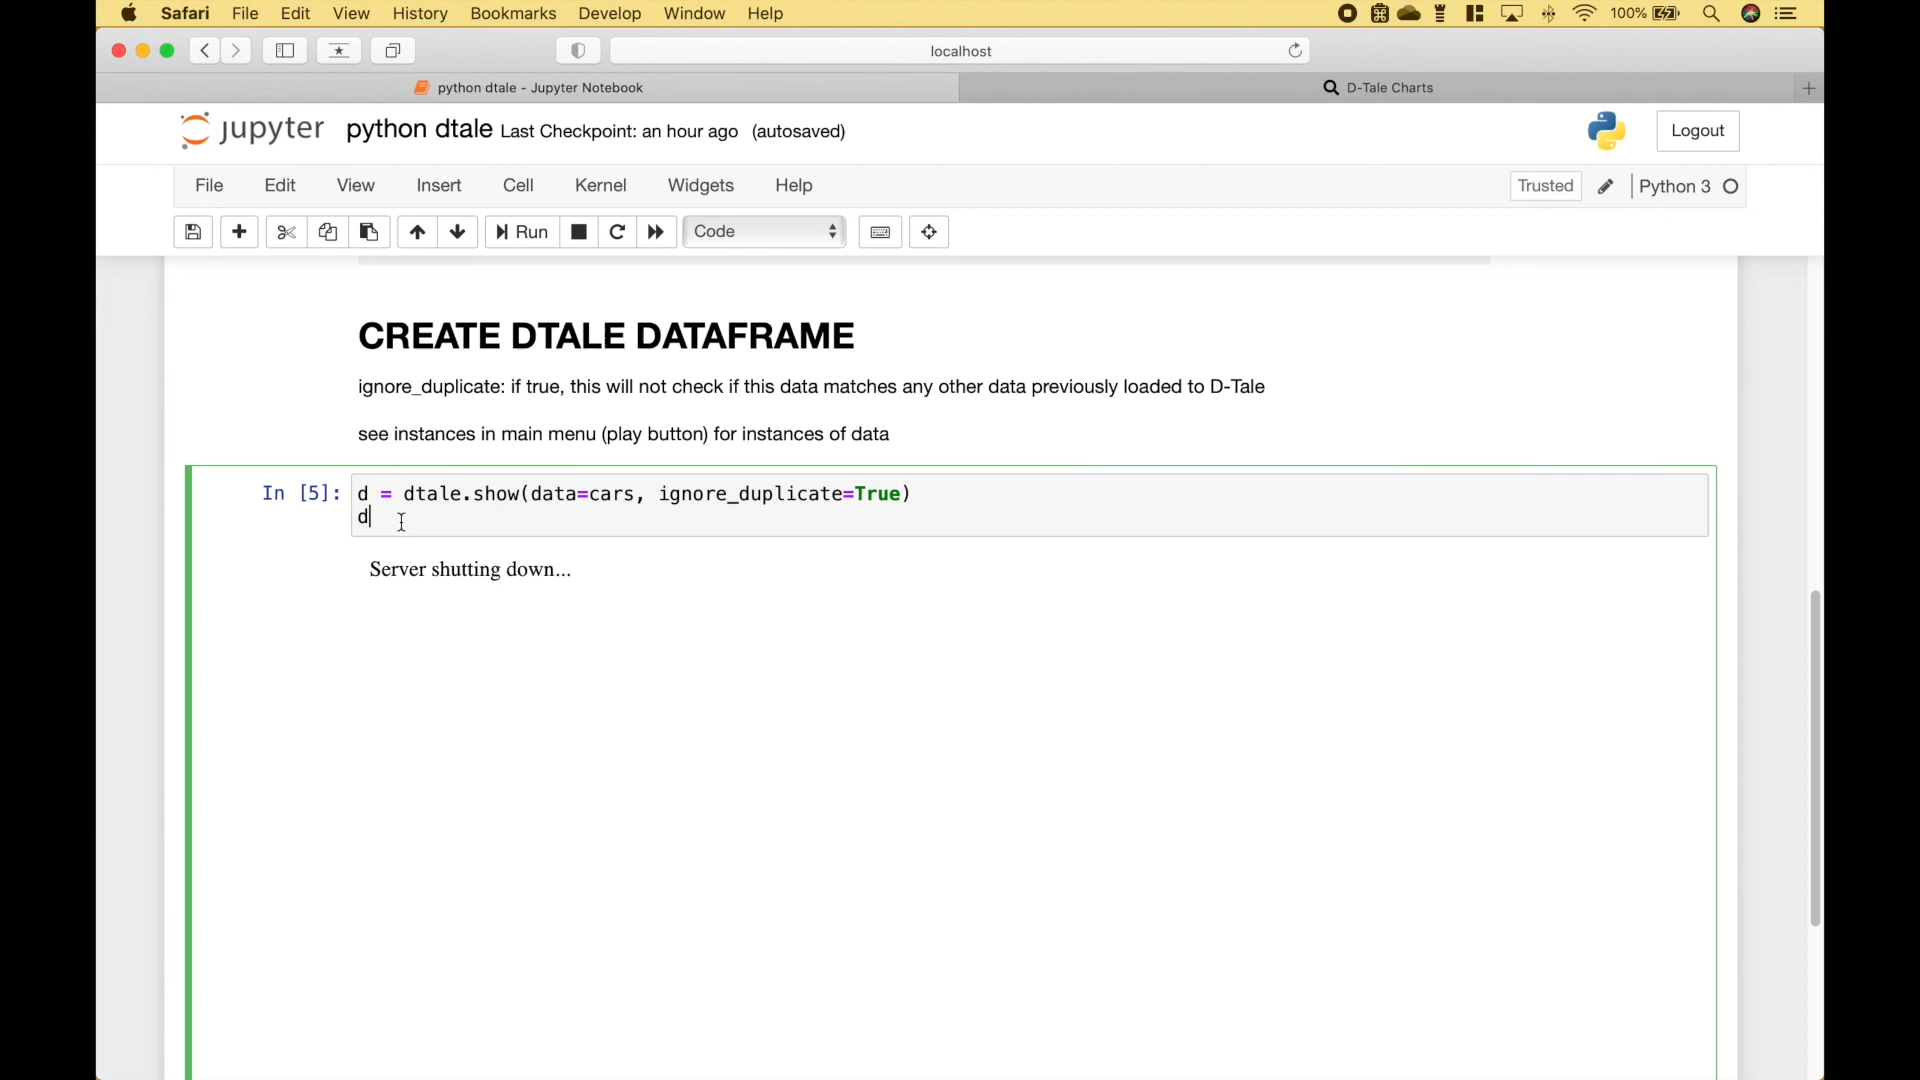 Safari File Edit View History Bookmarks Develop Window Help 100%
localhost
python dtale - Jupyter Notebook D-Tale Charts
jupyter python dtale Last Checkpoint: an hour ago (autosaved) Logout
File Edit View Insert Cell Kernel Widgets Help Trusted Python 3
Run Code
CREATE DTALE DATAFRAME
ignore_duplicate: if true, this will not check if this data matches any other data previously loaded to D-Tale
see instances in main menu (play button) for instances of data
In [5]: d = dtale.show(data=cars, ignore_duplicate=True)
d
Server shutting down...